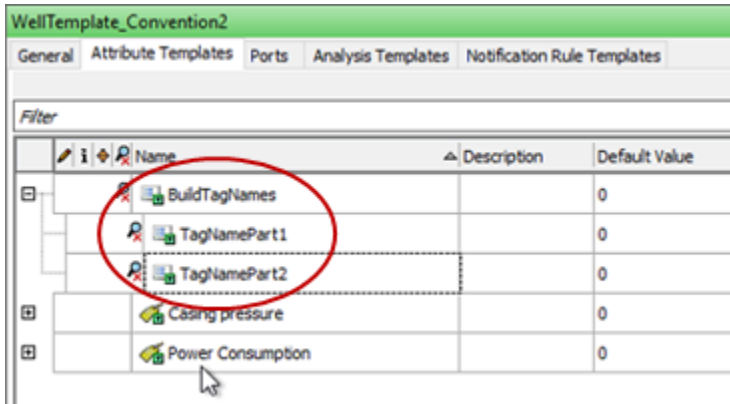 WellTemplate_Convention2
General Attribute Templates Ports Analysis Templates Notification Rule Templates
Filter
i Name Description Default Value
BuildTagNames 0
TagNamePart1 0
TagNamePart2 0
Casing pressure 0
Power Consumption 0